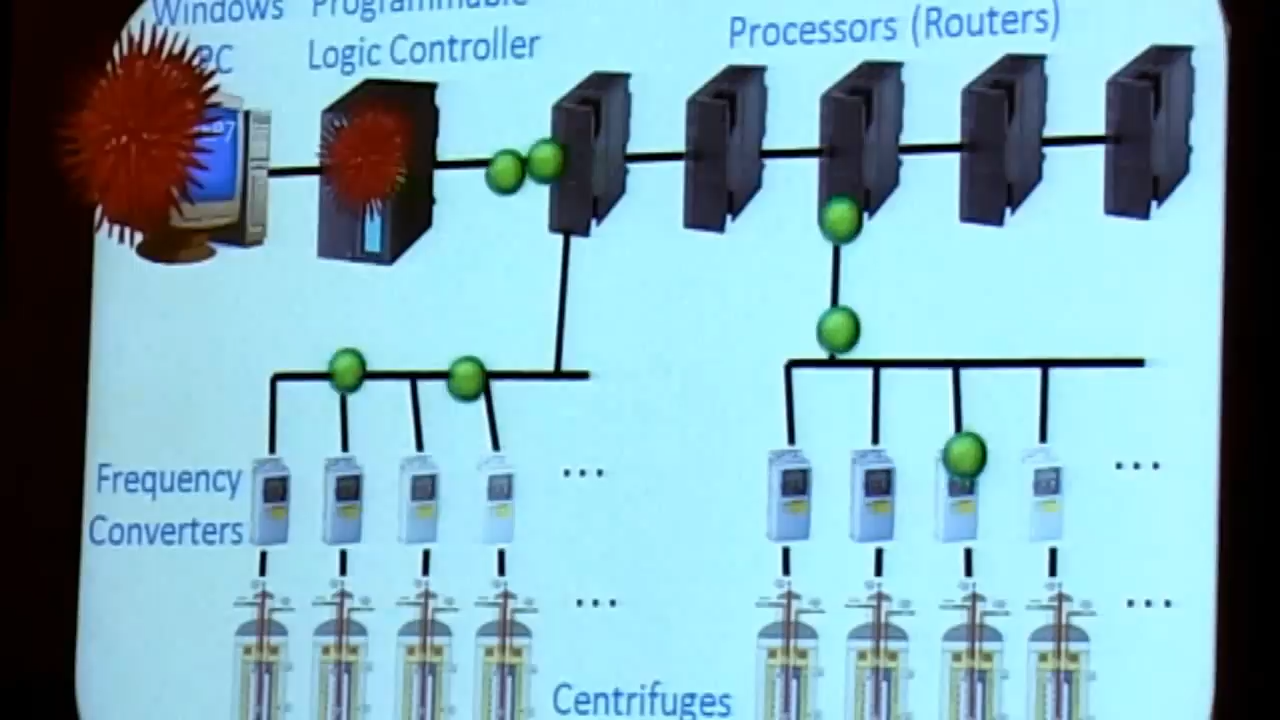 Windows
PC
Programmable
Logic Controller
Processors (Routers)
Frequency
Converters
...
...
...
...
Centrifuges